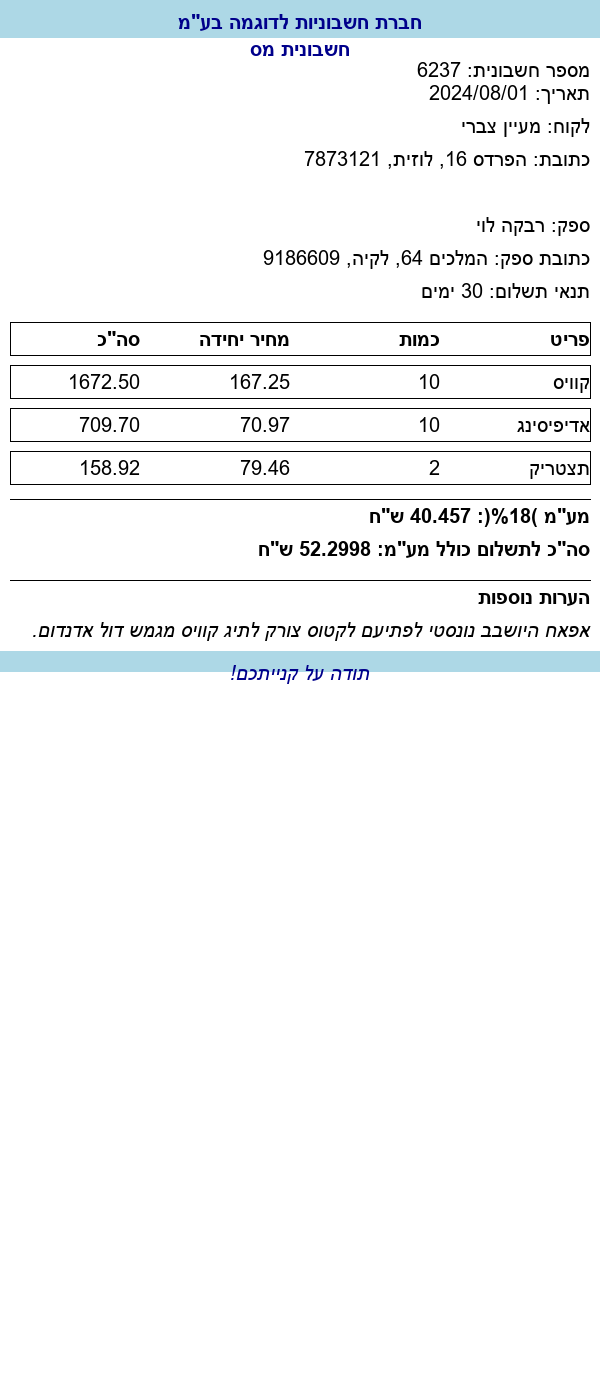 חברת חשבוניות לדוגמה בע"מ
חשבונית מס
מספר חשבונית: 6237
תאריך: 2024/08/01
לקוח: מעיין צברי
כתובת: הפרדס 16, לוזית, 7873121
ספק: רבקה לוי
כתובת ספק: המלכים 64, לקיה, 9186609
תנאי תשלום: 30 ימים
פריט כמות מחיר יחידה סה"כ
קוויס 10 167.25 1672.50
אדיפיסינג 10 70.97 709.70
תצטריק 2 79.46 158.92
מע"מ )18%(: 40.457 ש"ח
סה"כ לתשלום כולל מע"מ: 52.2998 ש"ח
הערות נוספות
אפאח היושבב נונסטי לפתיעם לקטוס צורק לתיג קוויס מגמש דול אדנדום.
תודה על קנייתכם!